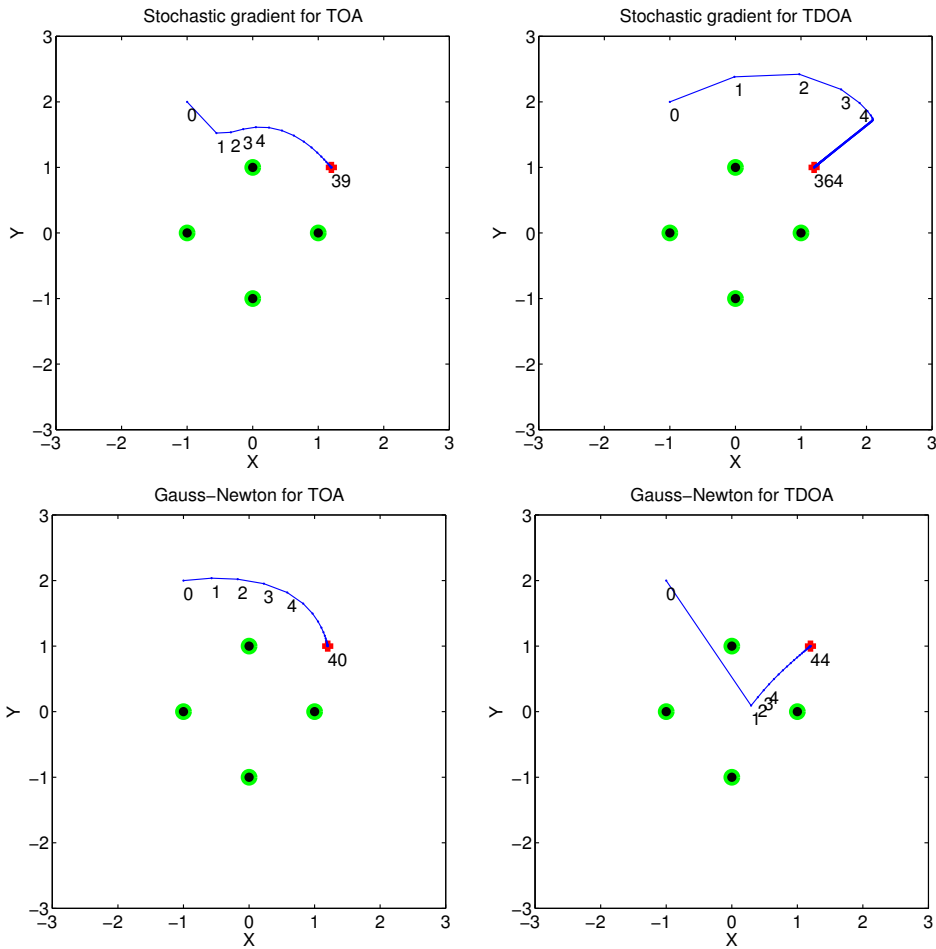 Stochastic gradient for TOA
3
2
1
0
−1
−2
−3
Y
0
1 2 3 4
39
−3 −2 −1 0 1 2 3
X
Stochastic gradient for TDOA
3
2
1
0
−1
−2
−3
Y
0
1
2
3
4
364
−3 −2 −1 0 1 2 3
X
Gauss−Newton for TOA
3
2
1
0
−1
−2
−3
Y
0
1
2
3
4
40
−3 −2 −1 0 1 2 3
X
Gauss−Newton for TDOA
3
2
1
0
−1
−2
−3
Y
0
1
2
3
4
44
−3 −2 −1 0 1 2 3
X